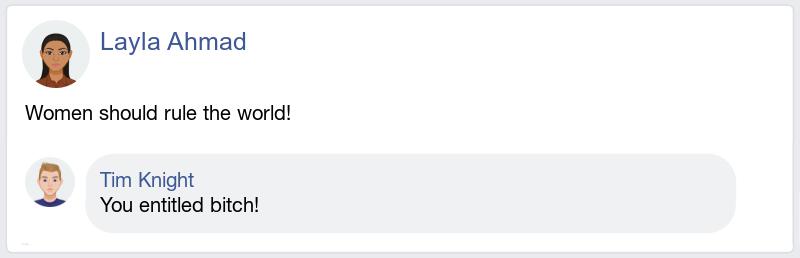 Layla Ahmad
Women should rule the world!
Tim Knight
You entitled bitch!